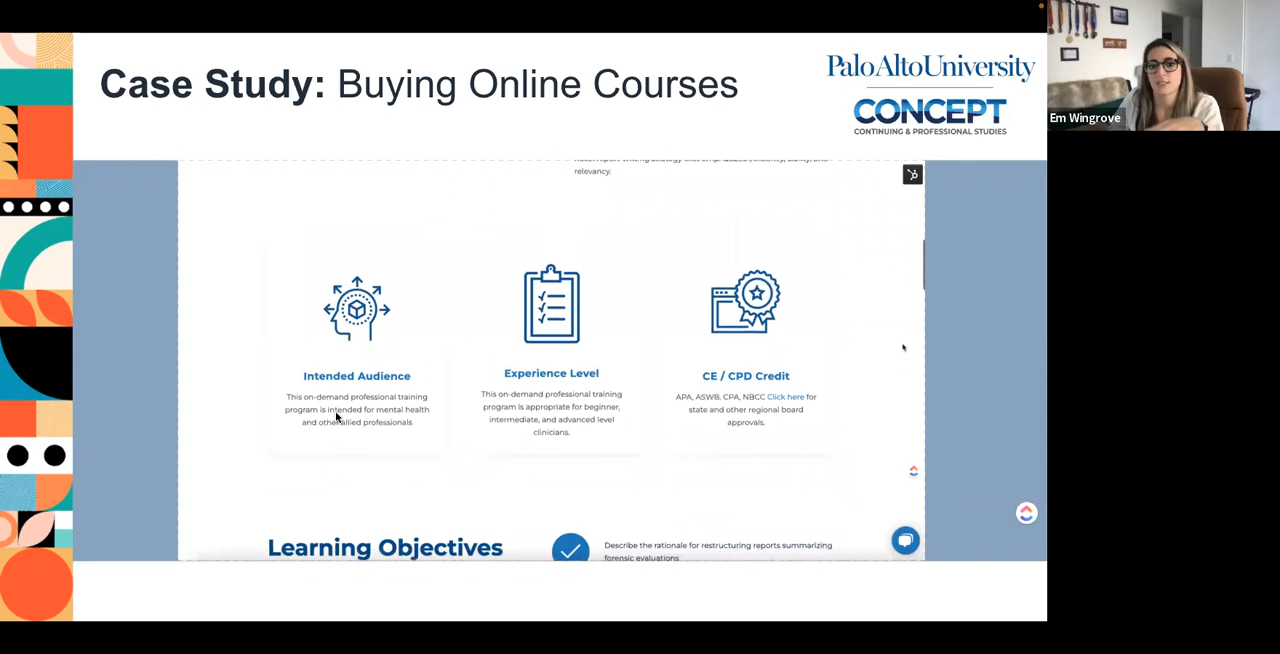 Case Study: Buying Online Courses
Palo Alto University
CONCEPT
CONTINUING & PROFESSIONAL STUDIES
Em Wingrove
relevancy.
Intended Audience
This on-demand professional training
program is intended for mental health
and other allied professionals
Experience Level
This on-demand professional training
program is appropriate for beginner,
intermediate, and advanced level
clinicians.
CE / CPD Credit
APA, ASWB, CPA, NBCC Click here for
state and other regional board
approvals.
Learning Objectives
Describe the rationale for restructuring reports summarizing
forensic evaluations